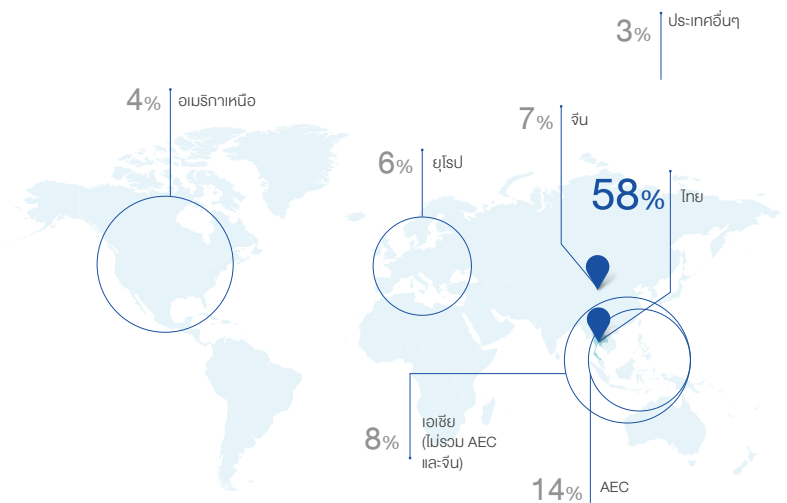 3% ประเทศอื่นๆ
4% อเมริกาเหนือ
7% จีน
6% ยุโรป
58% ไทย
8% เอเชีย
(ไม่รวม AEC
และจีน)
14% AEC